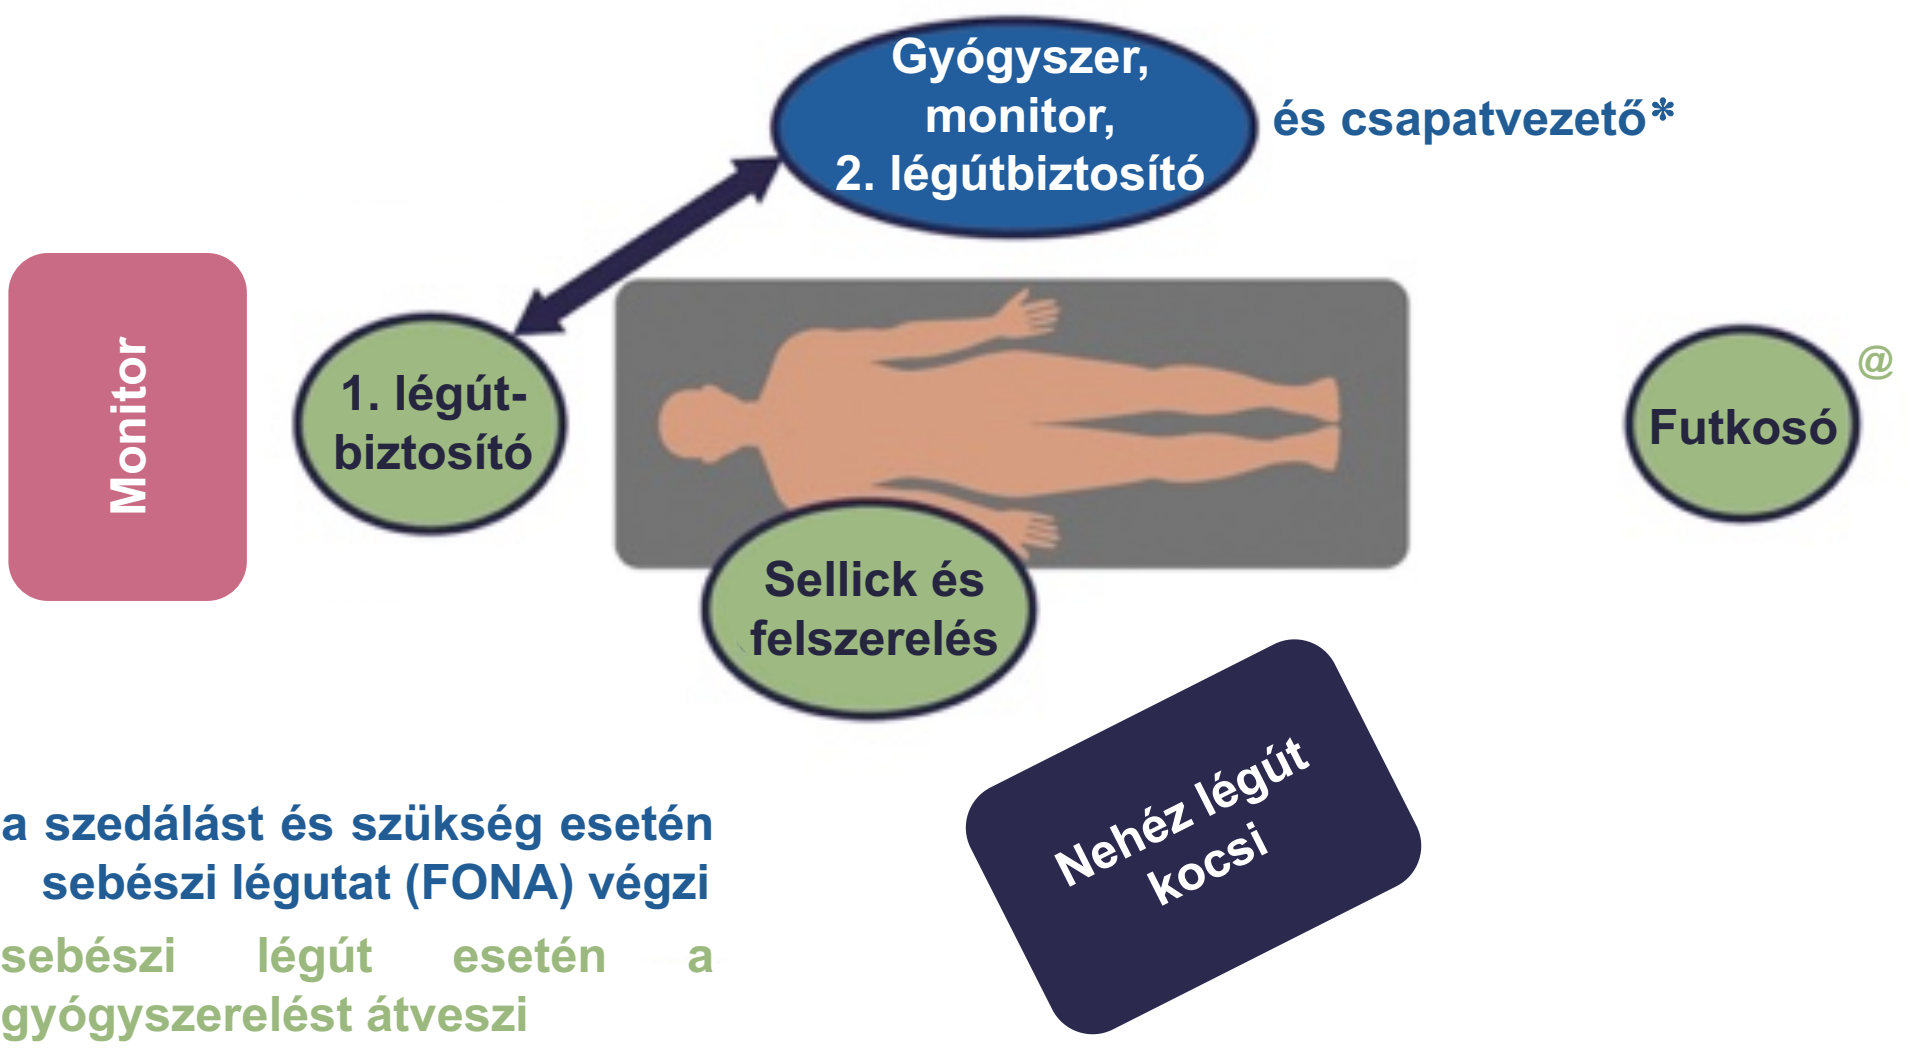 Gyógyszer,
monitor,
2. légútbiztosító
és csapatvezető*
Monitor
1. légút-
biztosító
@
Futkosó
Sellick és
felszerelés
Nehéz légút
kocsi
a szedálást és szükség esetén
sebészi légutat (FONA) végzi
sebészi légút esetén a
gyógyszerelést átveszi